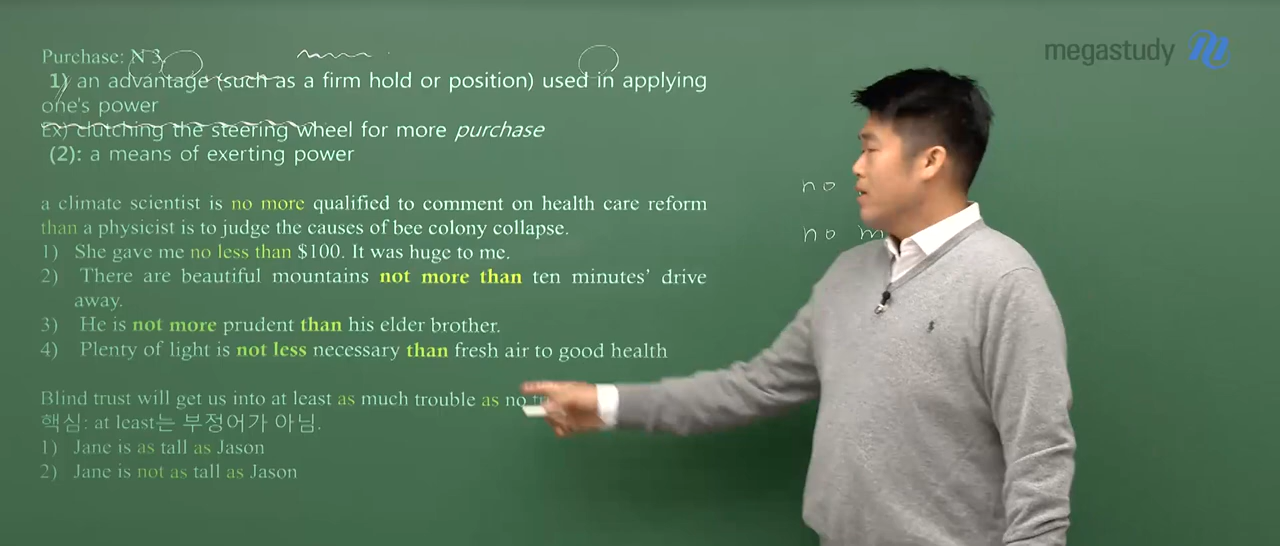 megastudy
Purchase: N 3.
1) an advantage (such as a firm hold or position) used in applying
one's power
Ex) clutching the steering wheel for more purchase
(2): a means of exerting power
a climate scientist is no more qualified to comment on health care reform
than a physicist is to judge the causes of bee colony collapse.
1) She gave me no less than $100. It was huge to me.
2) There are beautiful mountains not more than ten minutes' drive
away.
3) He is not more prudent than his elder brother.
4) Plenty of light is not less necessary than fresh air to good health
Blind trust will get us into at least as much trouble as no
핵심: at least는 부정어가 아님.
1) Jane is as tall as Jason
2) Jane is not as tall as Jason
no
no